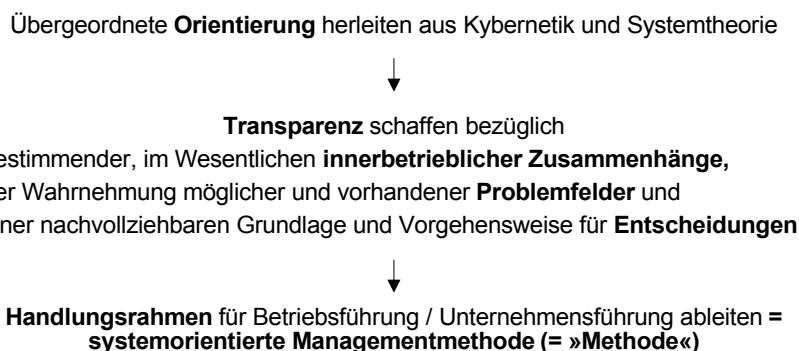 Übergeordnete Orientierung herleiten aus Kybernetik und Systemtheorie
Transparenz schaffen bezüglich
estimmender, im Wesentlichen innerbetrieblicher Zusammenhänge,
er Wahrnehmung möglicher und vorhandener Problemfelder und
ner nachvollziehbaren Grundlage und Vorgehensweise für Entscheidungen
Handlungsrahmen für Betriebsführung / Unternehmensführung ableiten =
systemorientierte Managementmethode (= »Methode«)